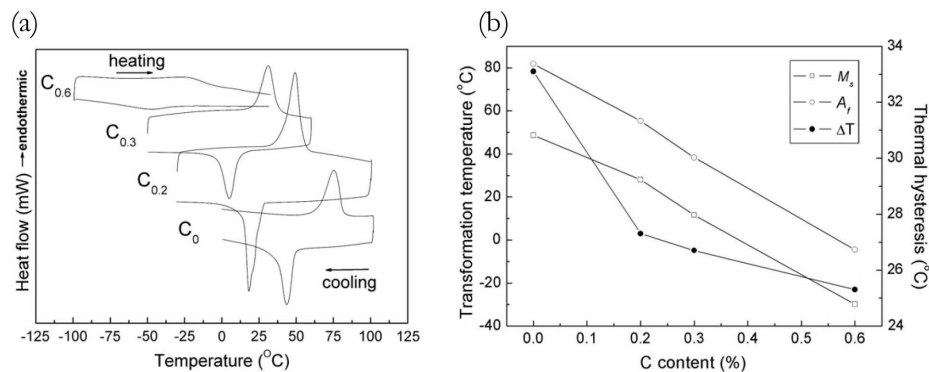 (a)
heating
C0.6
C0.3
C0.2
C0
cooling
Heat flow (mW) → endothermic
-125 -100 -75 -50 -25 0 25 50 75 100 125
Temperature (°C)
(b)
80
60
40
20
0
-20
-40
Transformation temperature (°C)
Ms
Af
ΔT
34
32
30
28
26
24
Thermal hysteresis (°C)
0.0 0.1 0.2 0.3 0.4 0.5 0.6
C content (%)